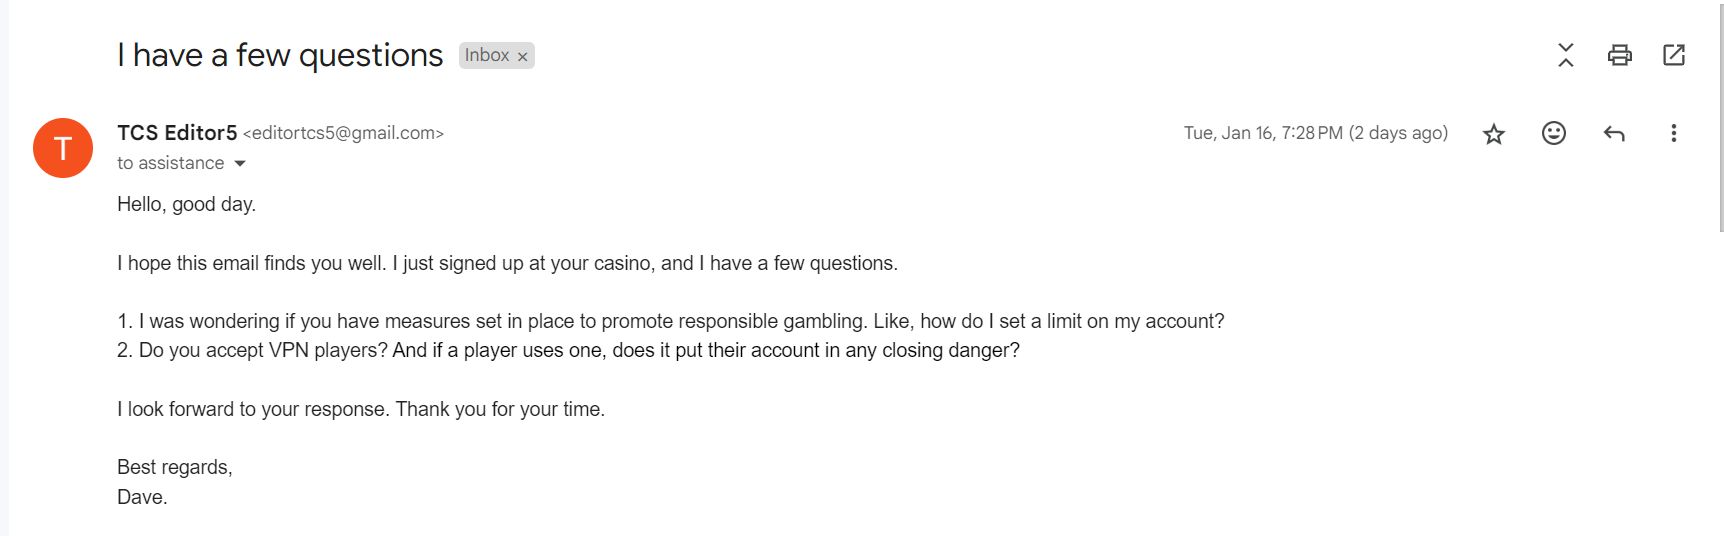 I have a few questions Inbox ×
TCS Editor5 <editortcs5@gmail.com> Tue, Jan 16, 7:28 PM (2 days ago)
T
to assistance
Hello, good day.
I hope this email finds you well. I just signed up at your casino, and I have a few questions.
1. I was wondering if you have measures set in place to promote responsible gambling. Like, how do I set a limit on my account?
2. Do you accept VPN players? And if a player uses one, does it put their account in any closing danger?
I look forward to your response. Thank you for your time.
Best regards,
Dave.